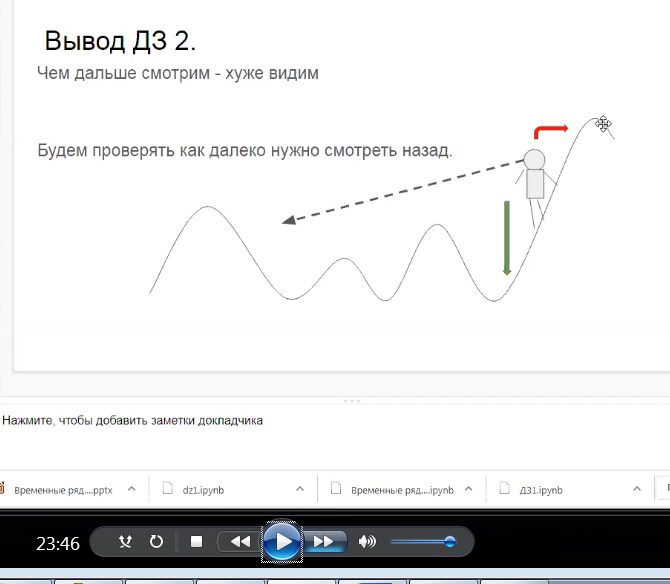 Вывод ДЗ 2.
Чем дальше смотрим - хуже видим
Будем проверять как далеко нужно смотреть назад.
Нажмите, чтобы добавить заметки докладчика
Временные ряд....pptx
dz1.ipynb
Временные ряд....ipynb
ДЗ1.ipynb
23:46